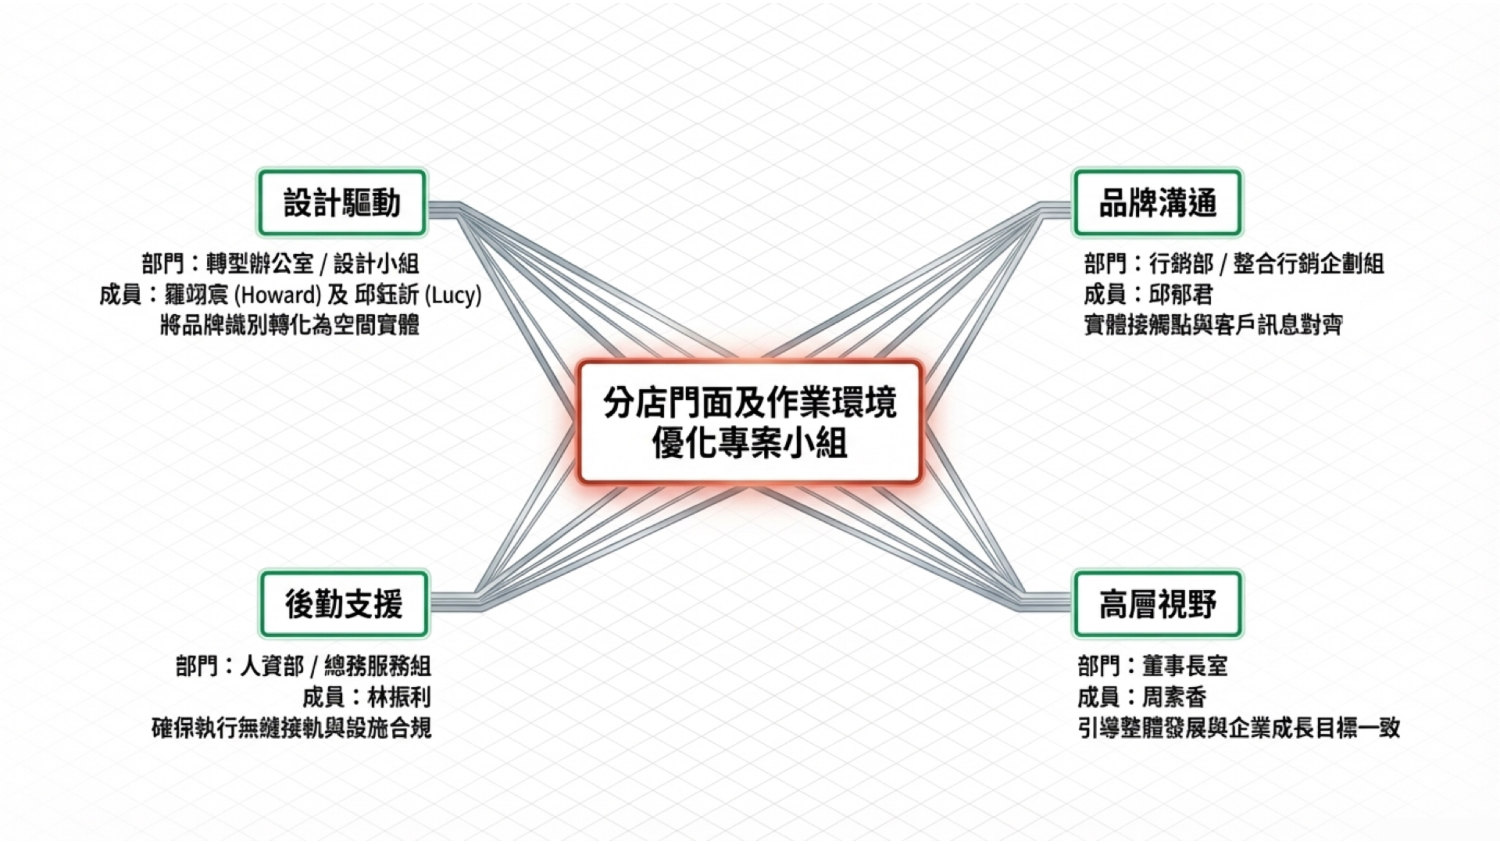 設計驅動
部門：轉型辦公室 / 設計小組
成員：羅翊宸 (Howard) 及 邱鈺訢 (Lucy)
將品牌識別轉化為空間實體
品牌溝通
部門：行銷部 / 整合行銷企劃組
成員：邱郁君
實體接觸點與客戶訊息對齊
分店門面及作業環境
優化專案小組
後勤支援
部門：人資部 / 總務服務組
成員：林振利
確保執行無縫接軌與設施合規
高層視野
部門：董事長室
成員：周素香
引導整體發展與企業成長目標一致